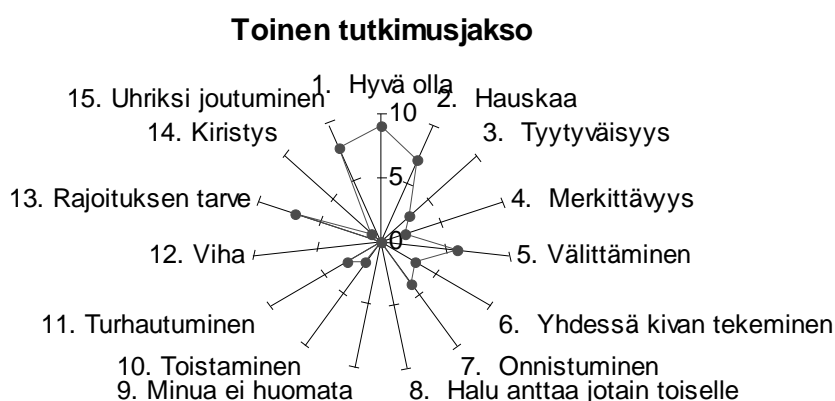 Toinen tutkimusjakso
1. Hyvä olla
2. Hauskaa
3. Tyytyväisyys
4. Merkittävyys
5. Välittäminen
6. Yhdessä kivan tekeminen
7. Onnistuminen
8. Halu anttaa jotain toiselle
9. Minua ei huomata
10. Toistaminen
11. Turhautuminen
12. Viha
13. Rajoituksen tarve
14. Kiristys
15. Uhriksi joutuminen
10
5
0